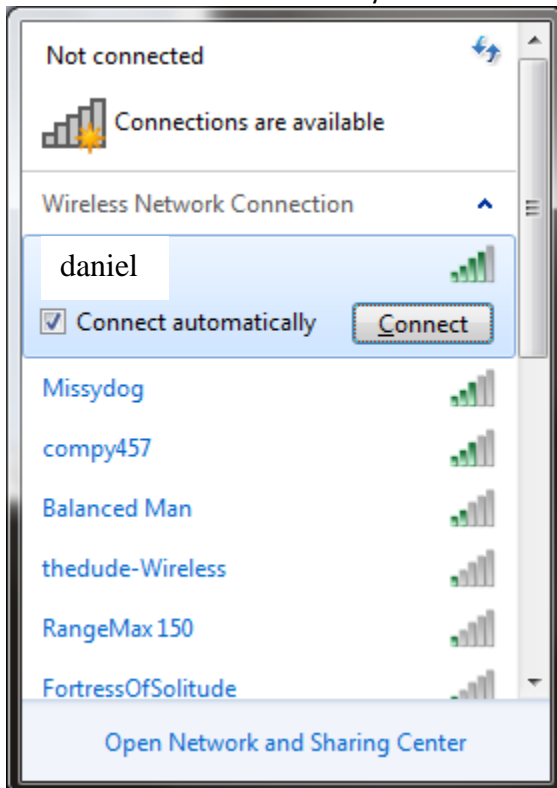 Not connected
Connections are available
Wireless Network Connection
daniel
Connect automatically
Connect
Missydog
compy457
Balanced Man
thedude-Wireless
RangeMax 150
FortressOfSolitude
Open Network and Sharing Center